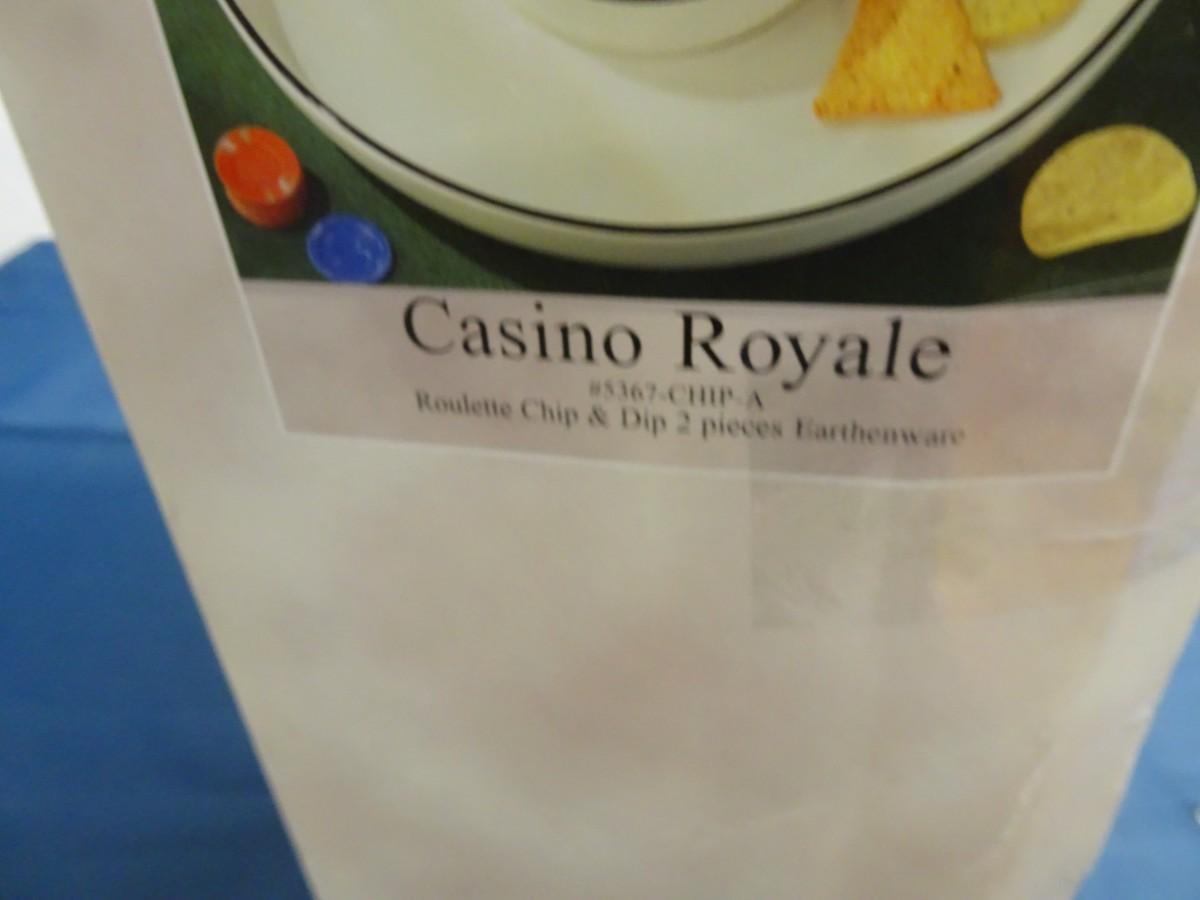 Casino Royale
#5367-CHIP-A
Roulette Chip & Dip 2 pieces Earthenware